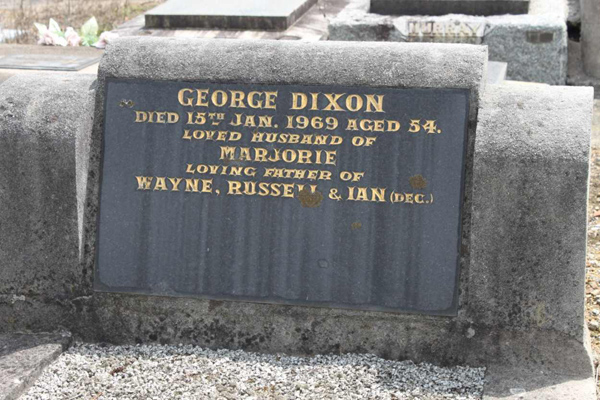 GEORGE DIXON
DIED 15TH JAN. 1969 AGED 54.
LOVED HUSBAND OF
MARJORIE
LOVING FATHER OF
WAYNE, RUSSELL & IAN (DEC.)